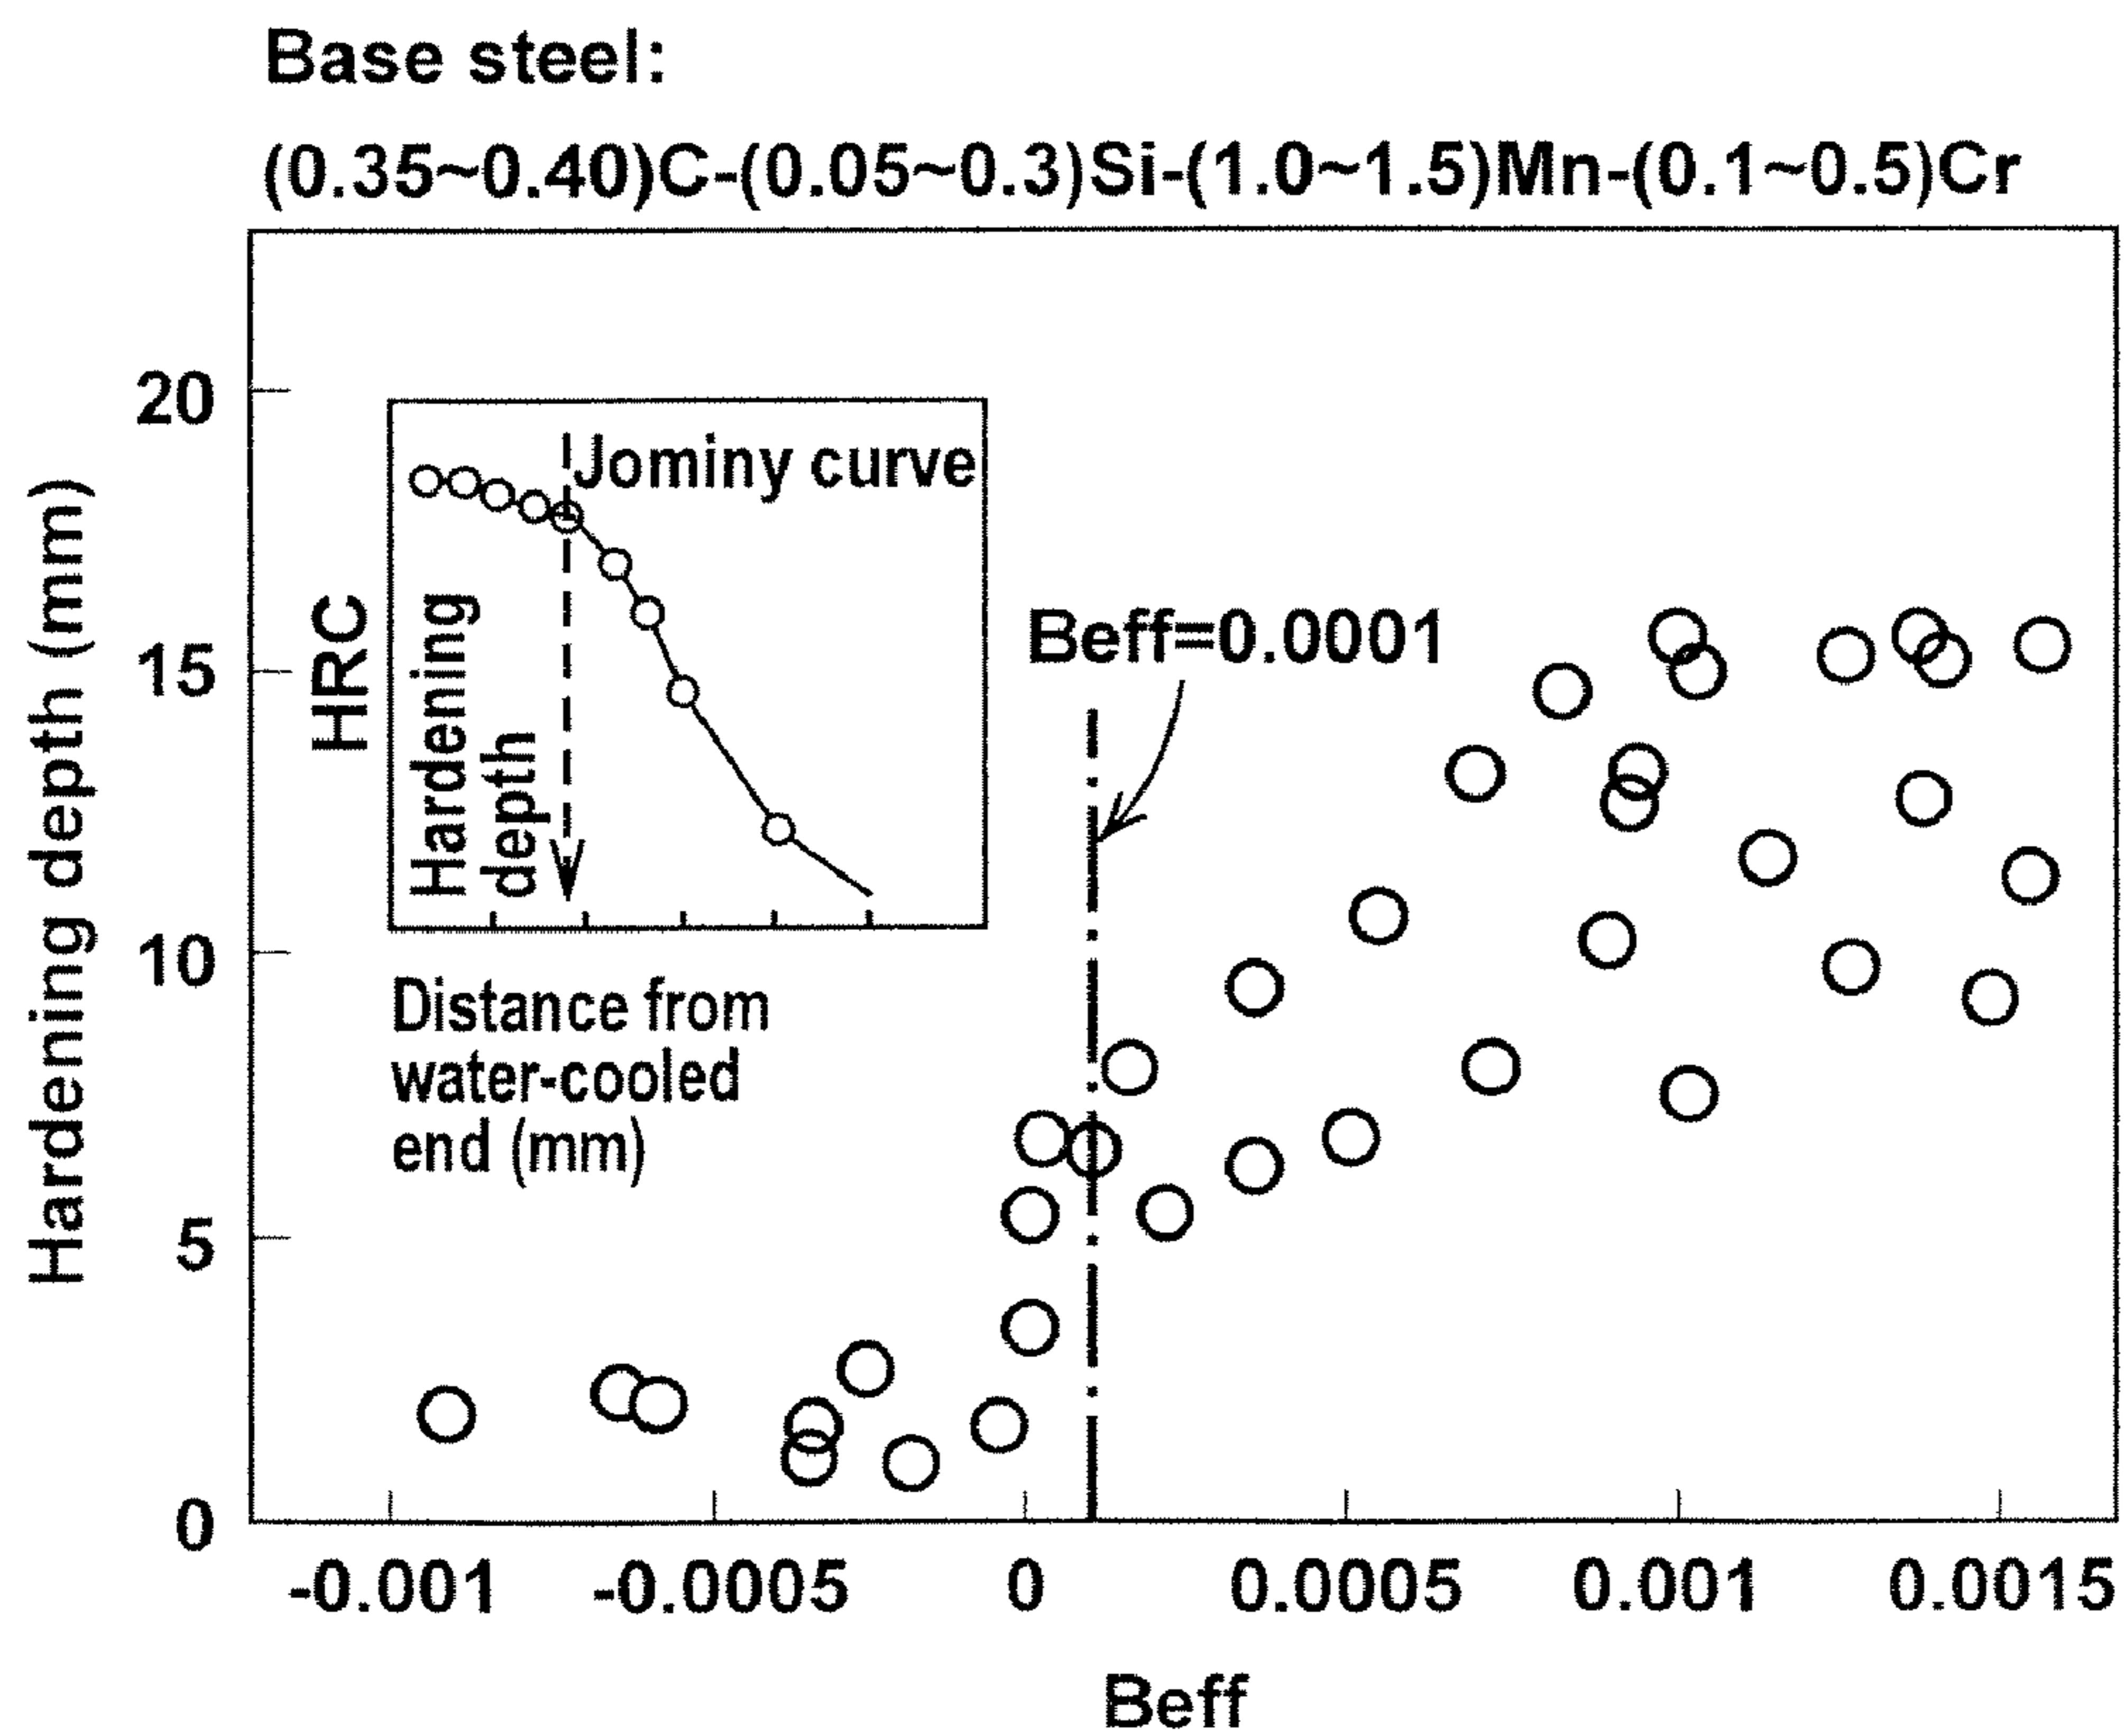 Base steel:
(0.35~0.40)C-(0.05~0.3)Si-(1.0~1.5)Mn-(0.1~0.5)Cr
Hardening depth (mm)
20
15
10
5
0
HRC
Jominy curve
Hardening
depth
Distance from
water-cooled
end (mm)
Beff=0.0001
-0.001
-0.0005
0
0.0005
0.001
0.0015
Beff